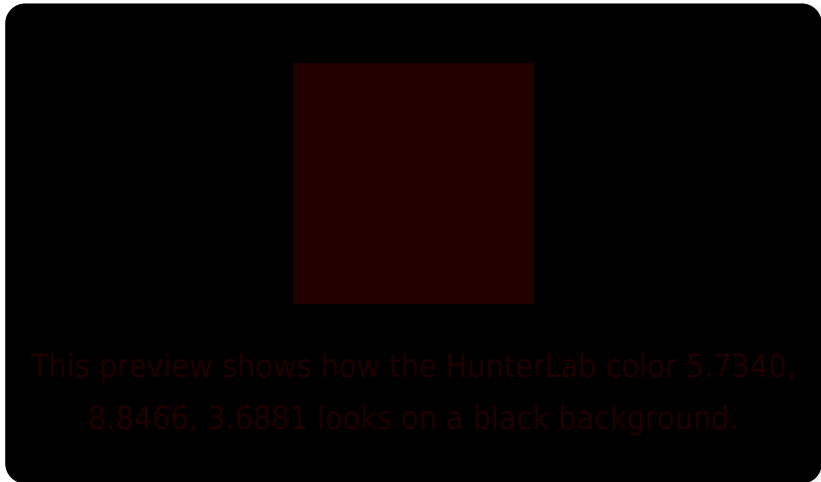 This preview shows how the HunterLab color 5.7340,
8.8466, 3.6881 looks on a black background.